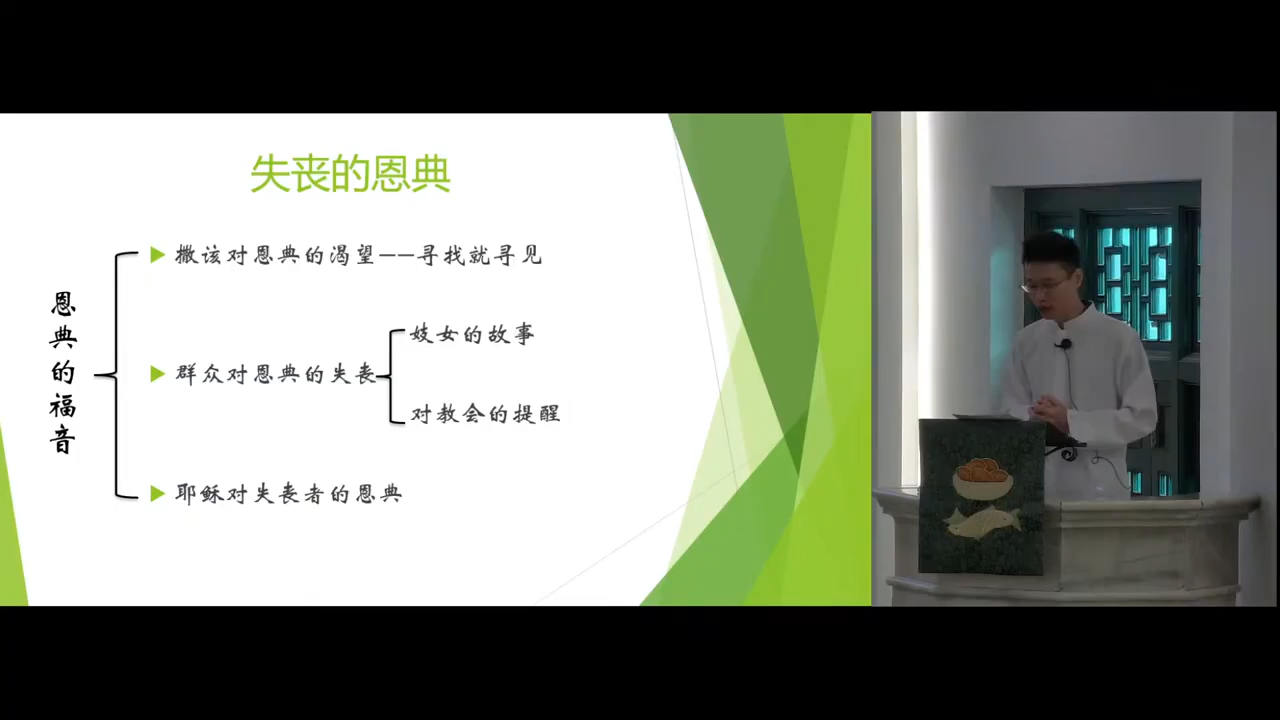 失丧的恩典
恩典的福音
撒该对恩典的渴望——寻找就寻见
群众对恩典的失丧
妓女的故事
对教会的提醒
耶稣对失丧者的恩典